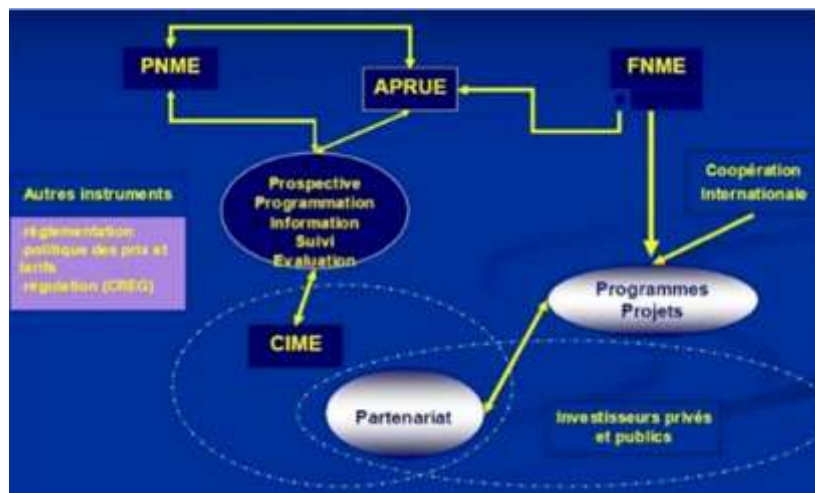 PNME
APRUE
FNME
Coopération
Internationale
Autres instruments
réglementation
politique des prix et
tarifs
régulation (CREG)
Prospective
Programmation
Information
Suivi
Evaluation
Programmes
Projets
CIME
Partenariat
Investisseurs privés
et publics